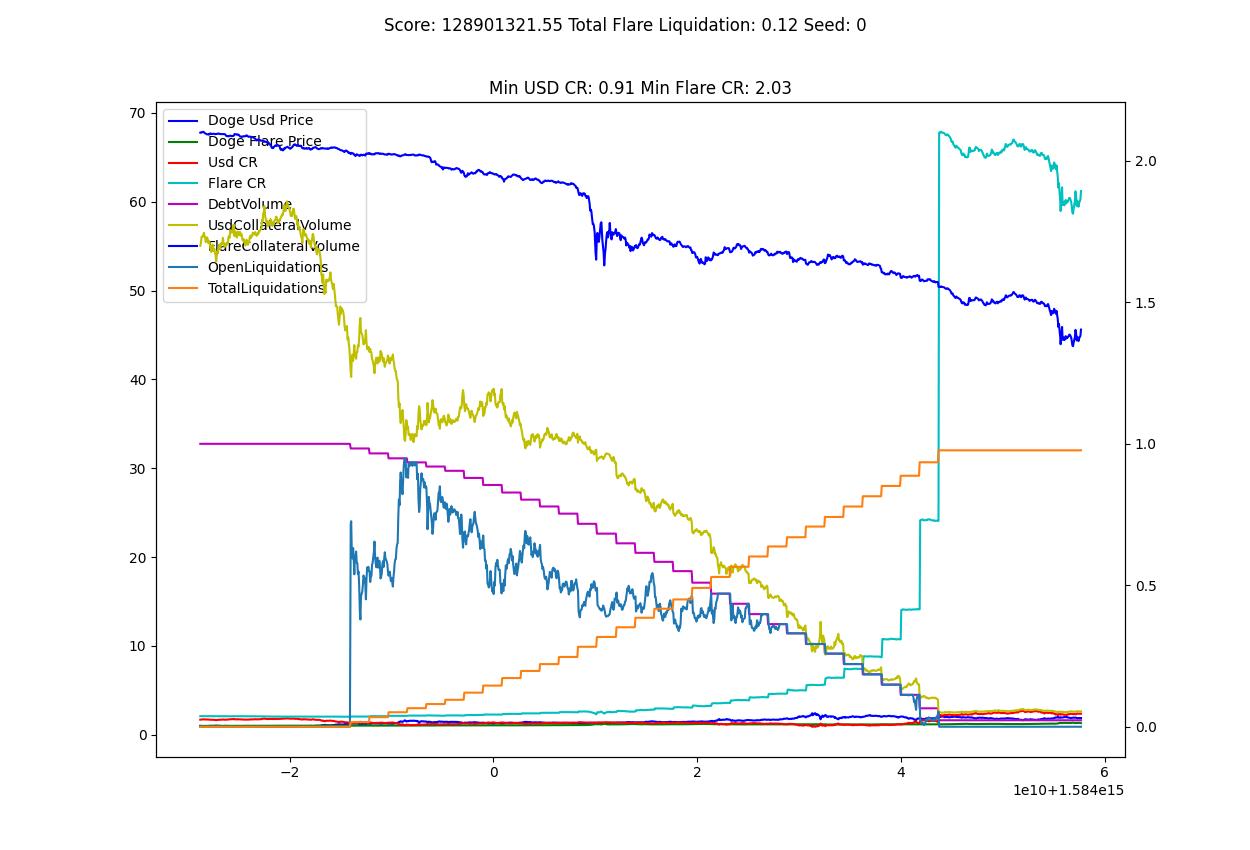 Score: 128901321.55 Total Flare Liquidation: 0.12 Seed: 0
Min USD CR: 0.91 Min Flare CR: 2.03
Doge Usd Price
Doge Flare Price
Usd CR
Flare CR
DebtVolume
UsdCollateralVolume
FlareCollateralVolume
OpenLiquidations
TotalLiquidations
70
60
50
40
30
20
10
0
2.0
1.5
1.0
0.5
0.0
−2
0
2
4
6
1e10+1.584e15